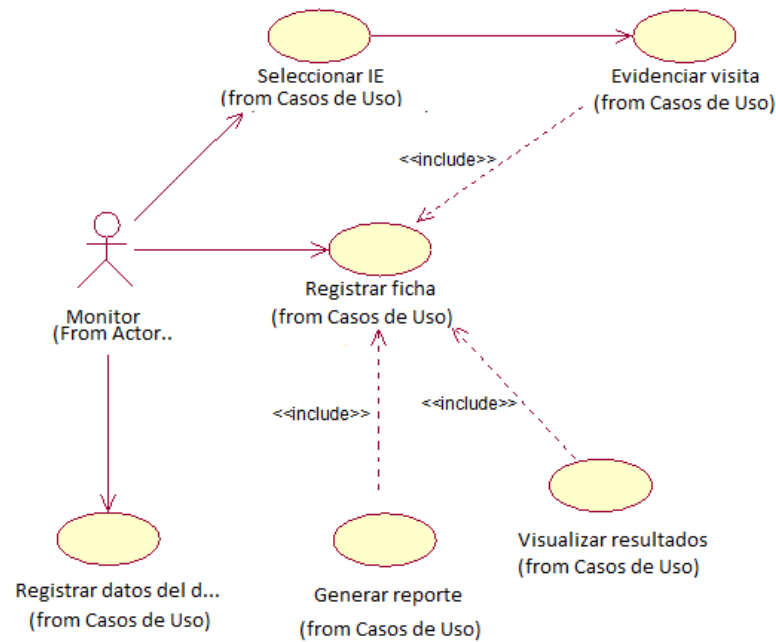 Seleccionar IE
(from Casos de Uso)
Evidenciar visita
(from Casos de Uso)
<<include>>
Registrar ficha
(from Casos de Uso)
Monitor
(From Actor..
<<include>>
<<include>>
Registrar datos del d...
(from Casos de Uso)
Generar reporte
(from Casos de Uso)
Visualizar resultados
(from Casos de Uso)